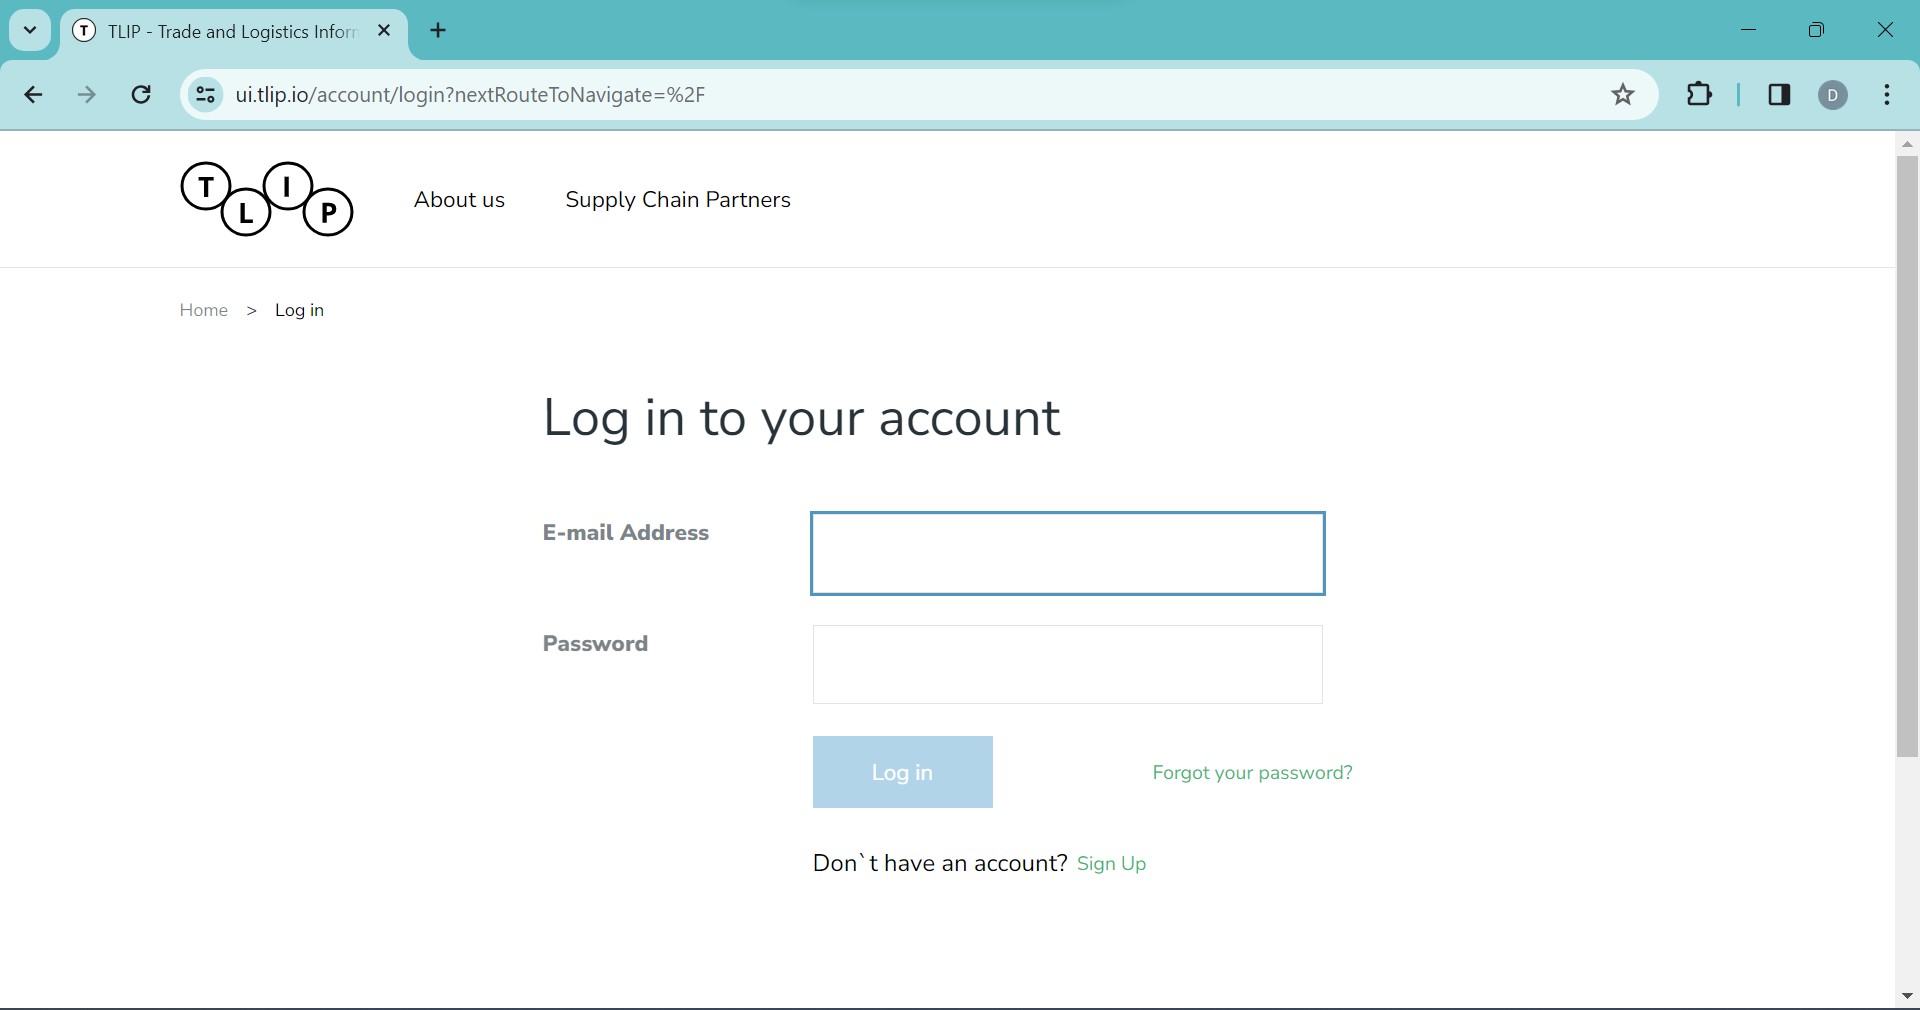 T TLIP - Trade and Logistics Inforn
ui.tlip.io/account/login?nextRouteToNavigate=%2F
D
TLIP
About us
Supply Chain Partners
Home > Log in
Log in to your account
E-mail Address
Password
Log in
Forgot your password?
Don`t have an account? Sign Up